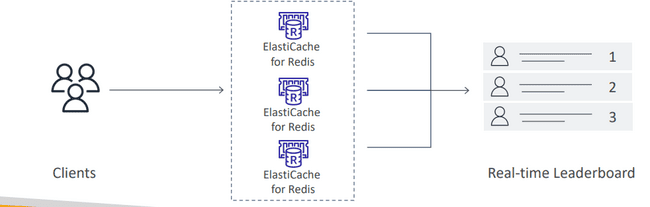 R
ElastiCache
for Redis
R
ElastiCache
for Redis
R
ElastiCache
for Redis
Clients
1
2
3
Real-time Leaderboard